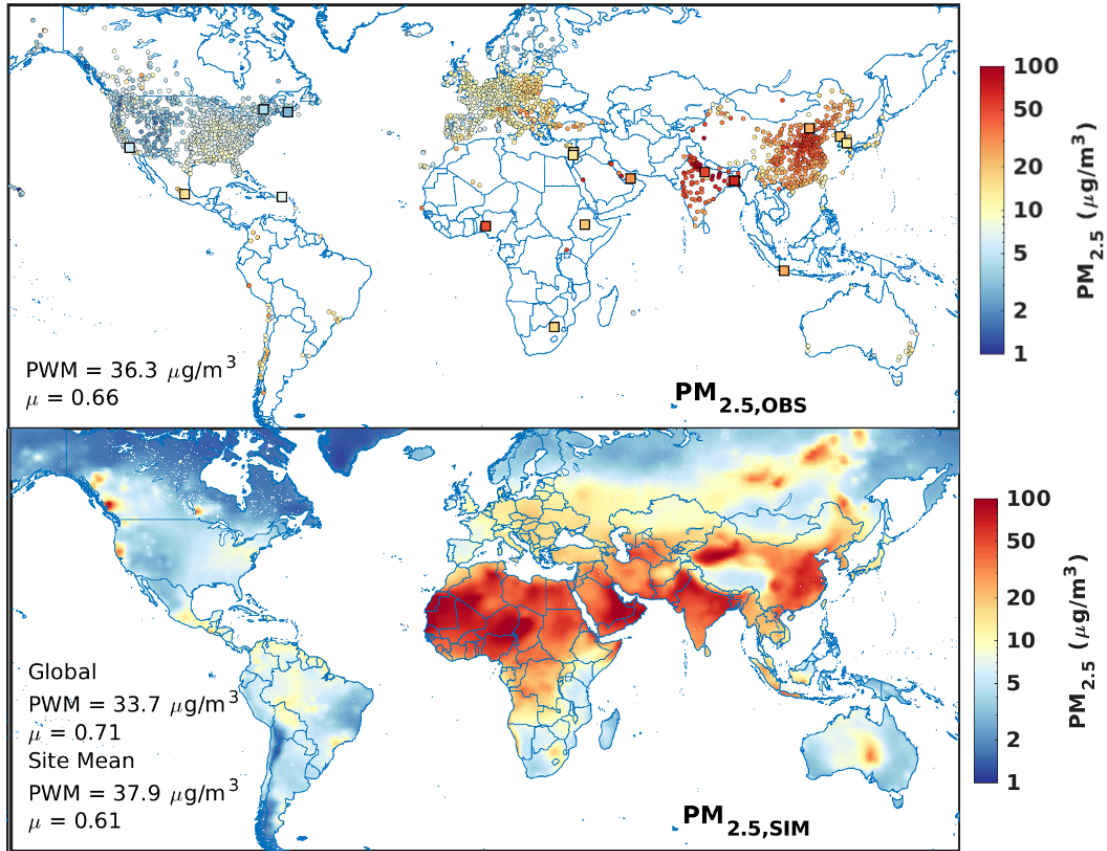 PWM = 36.3 μg/m³
μ = 0.66
PM2.5,OBS
100
50
20
10
5
2
1
PM2.5 (μg/m³)
Global
PWM = 33.7 μg/m³
μ = 0.71
Site Mean
PWM = 37.9 μg/m³
μ = 0.61
PM2.5,SIM
100
50
20
10
5
2
1
PM2.5 (μg/m³)